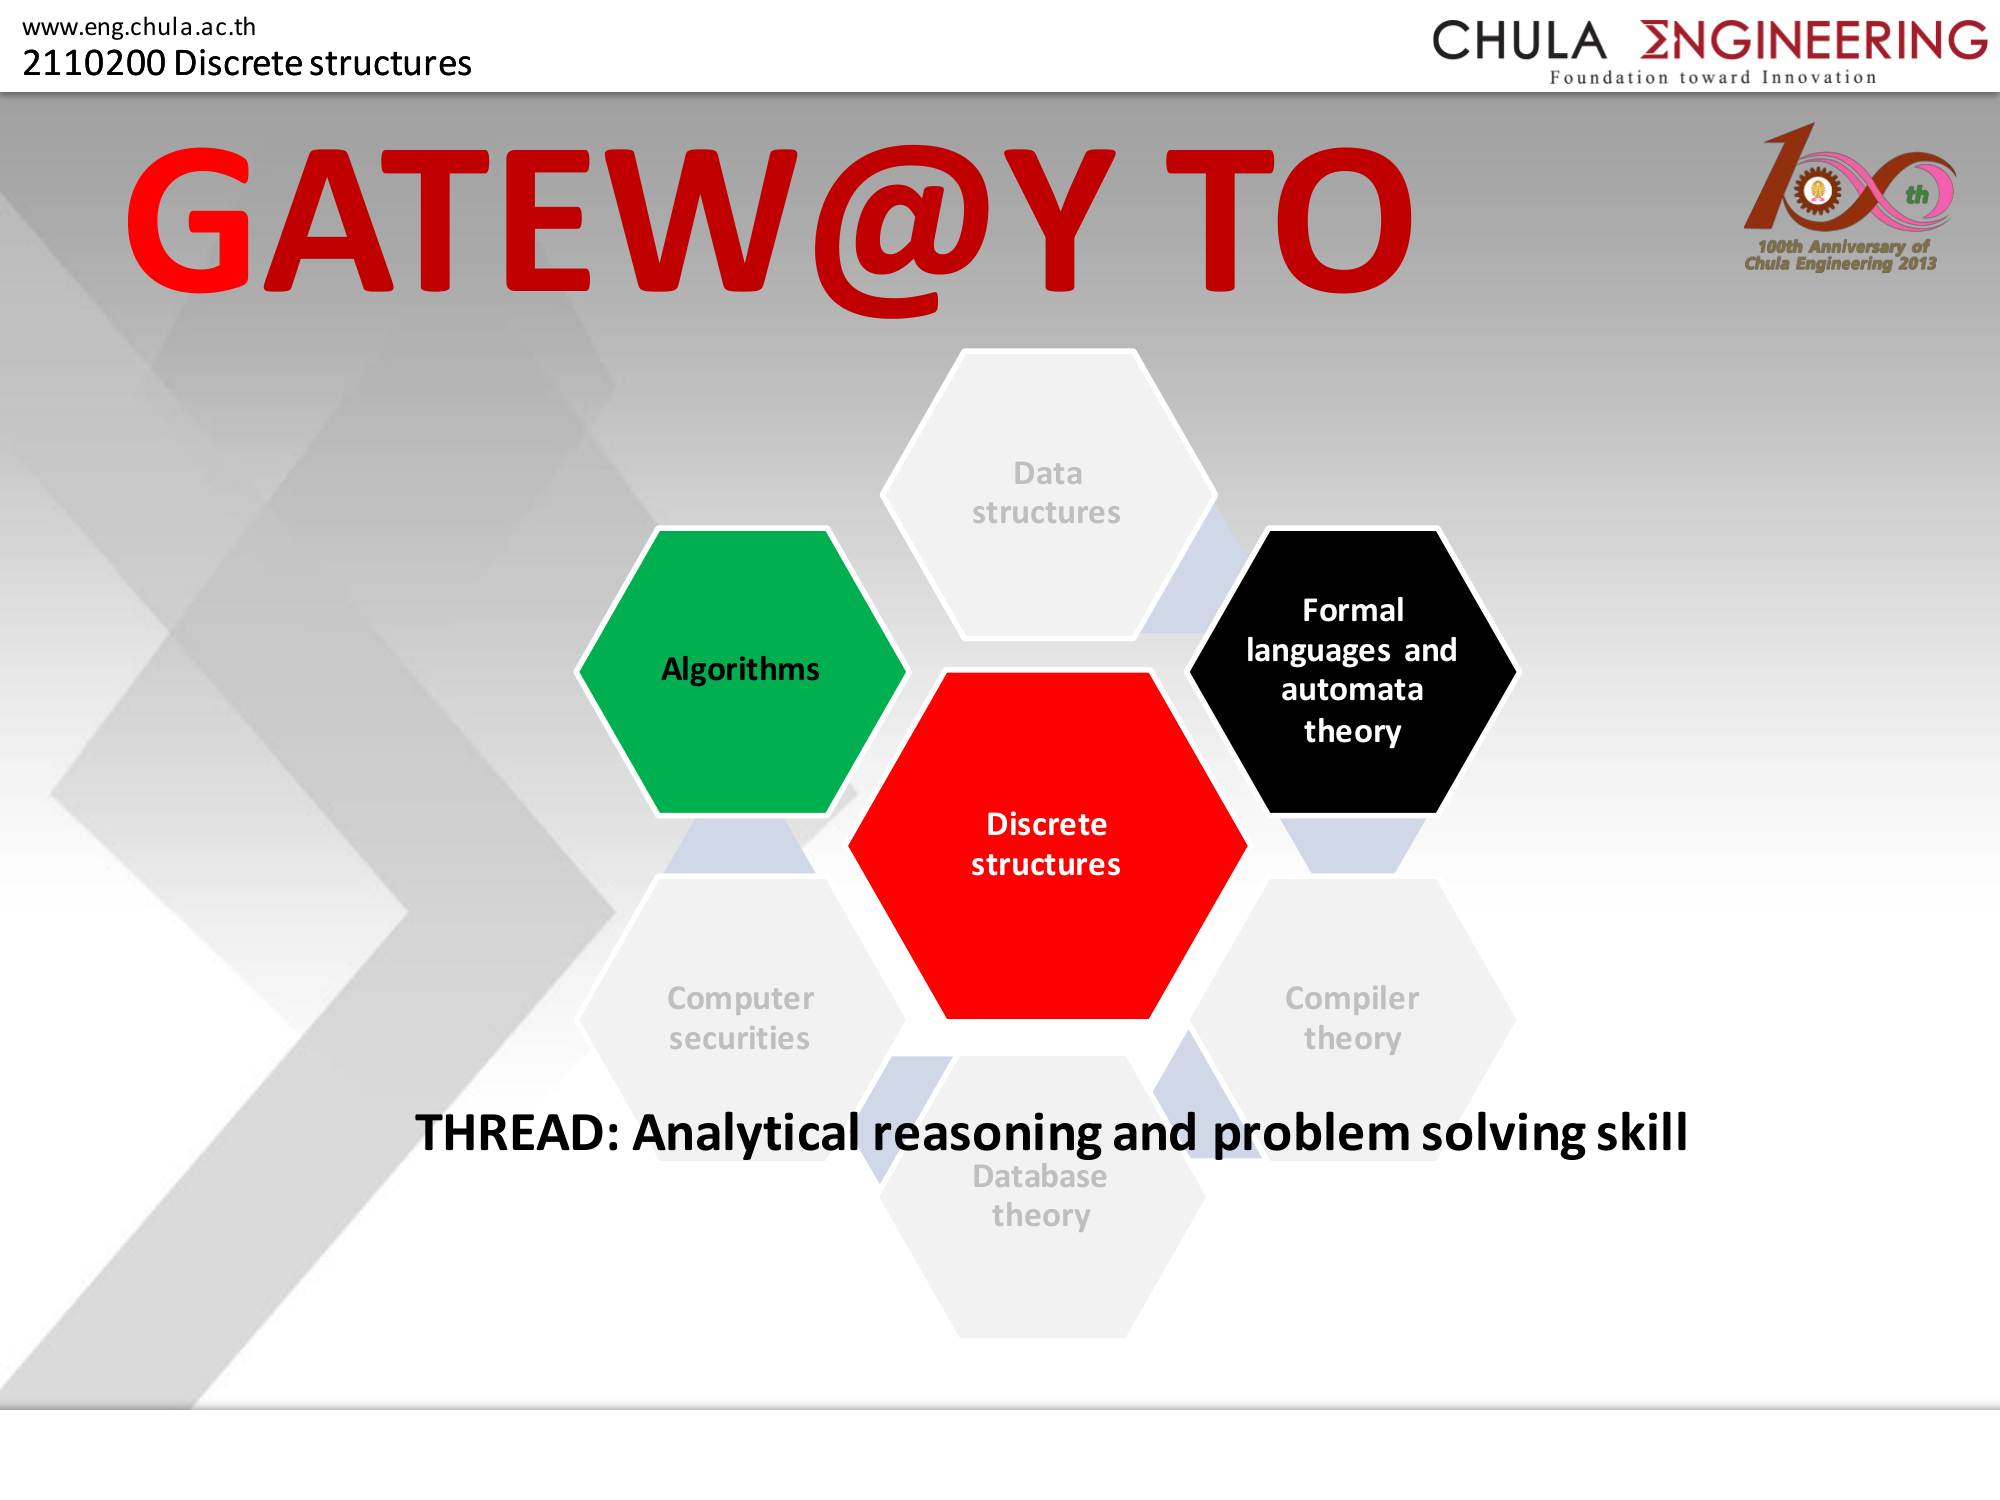 www.eng.chula.ac.th
2110200 Discrete structures
CHULA ΣNGINEERING
Foundation toward Innovation
GATEW@Y TO
100th
100th Anniversary of
Chula Engineering 2013
Data
structures
Algorithms
Formal
languages and
automata
theory
Discrete
structures
Computer
securities
Compiler
theory
THREAD: Analytical reasoning and problem solving skill
Database
theory